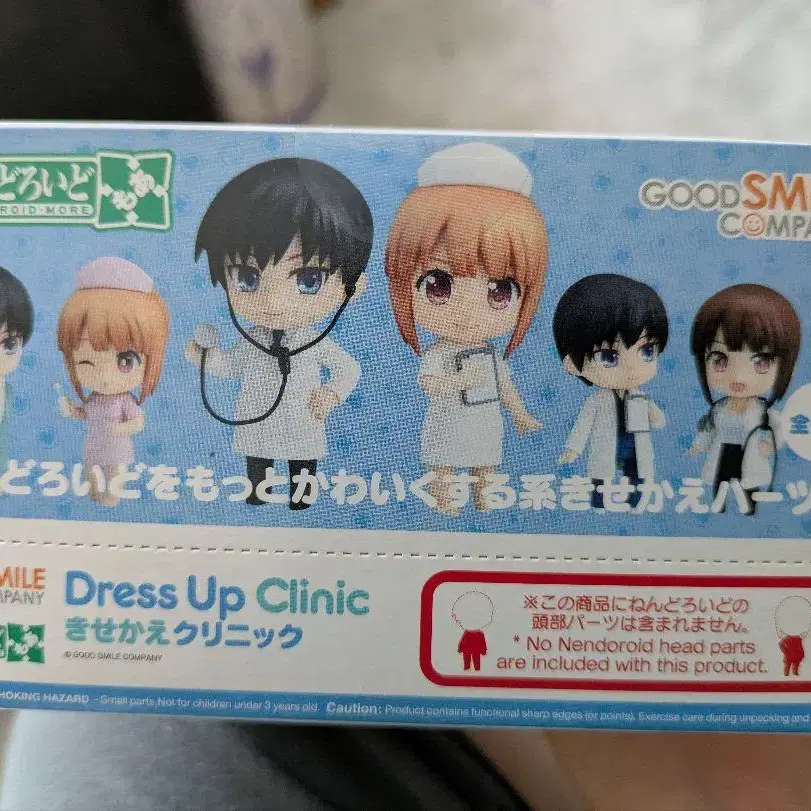 どろいど
もあ
ROID-MORE
GOOD SMI
COMPA
全
どろいどをもっとかわいくする系きせかえパーツ
MILE
MPANY
Dress Up Clinic
きせかえクリニック
© GOOD SMILE COMPANY
※この商品にねんどろいどの
頭部パーツは含まれません。
* No Nendoroid head parts
are included with this product.
HOKING HAZARD - Small parts. Not for children under 3 years old. Caution: Product contains functional sharp edges (or points). Exercise care during unpacking and